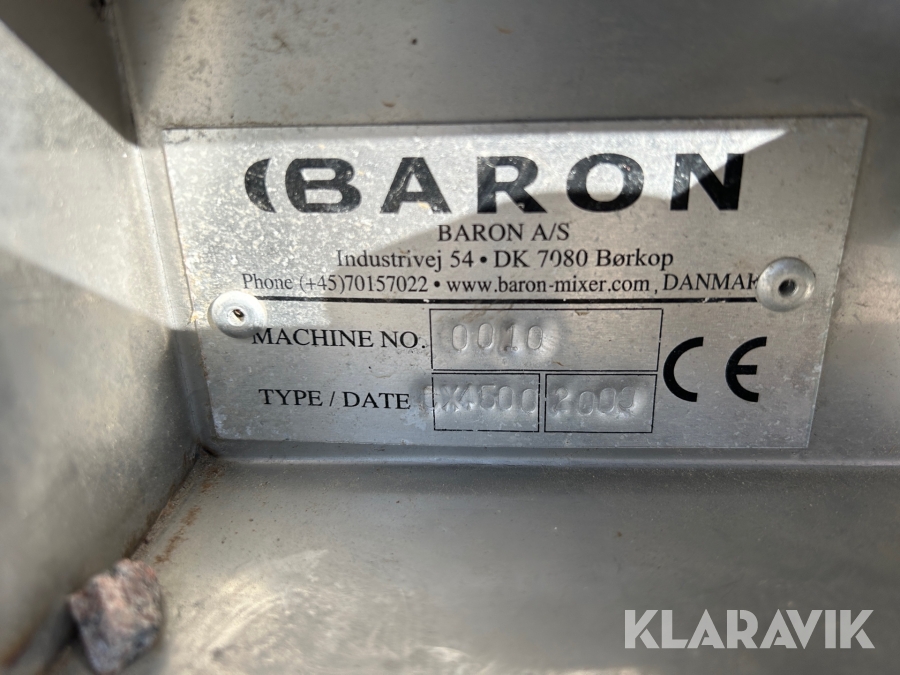 BARON
BARON A/S
Industrivej 54 • DK 7080 Børkop
Phone (+45)70157022 • www.baron-mixer.com, DANMAK
MACHINE NO. 0010
TYPE / DATE
CE
KLARAVIK